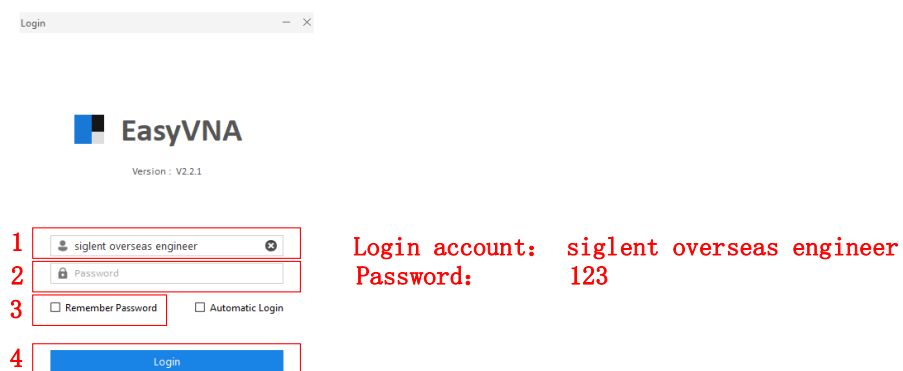 Login
EasyVNA
Version : V2.2.1
1 siglent overseas engineer Login account: siglent overseas engineer
2 Password Password: 123
3 Remember Password Automatic Login
4 Login